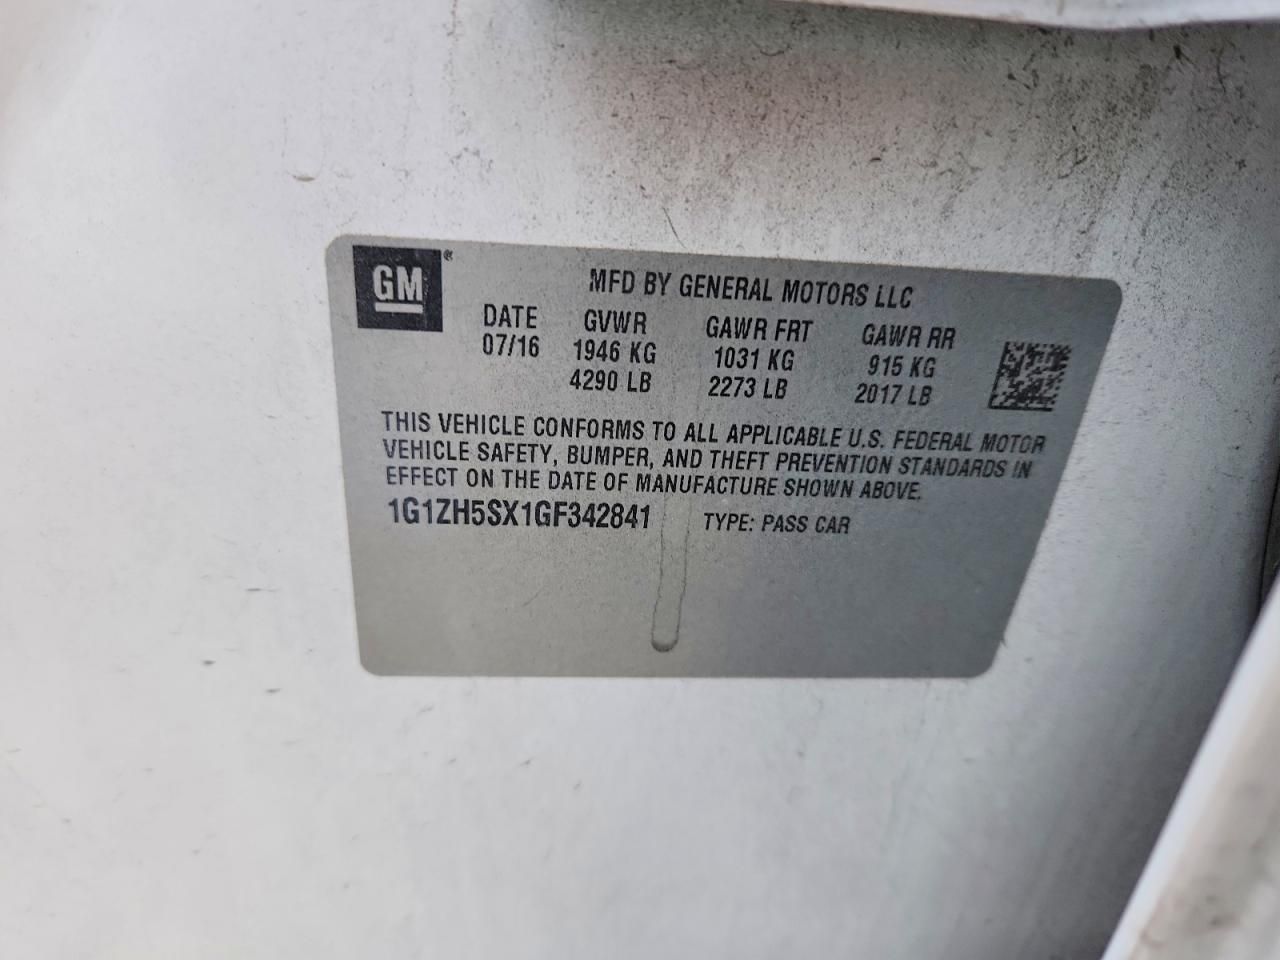 GM®
MFD BY GENERAL MOTORS LLC
DATE GVWR GAWR FRT GAWR RR
07/16 1946 KG 1031 KG 915 KG
4290 LB 2273 LB 2017 LB
THIS VEHICLE CONFORMS TO ALL APPLICABLE U.S. FEDERAL MOTOR
VEHICLE SAFETY, BUMPER, AND THEFT PREVENTION STANDARDS IN
EFFECT ON THE DATE OF MANUFACTURE SHOWN ABOVE.
1G1ZH5SX1GF342841 TYPE: PASS CAR